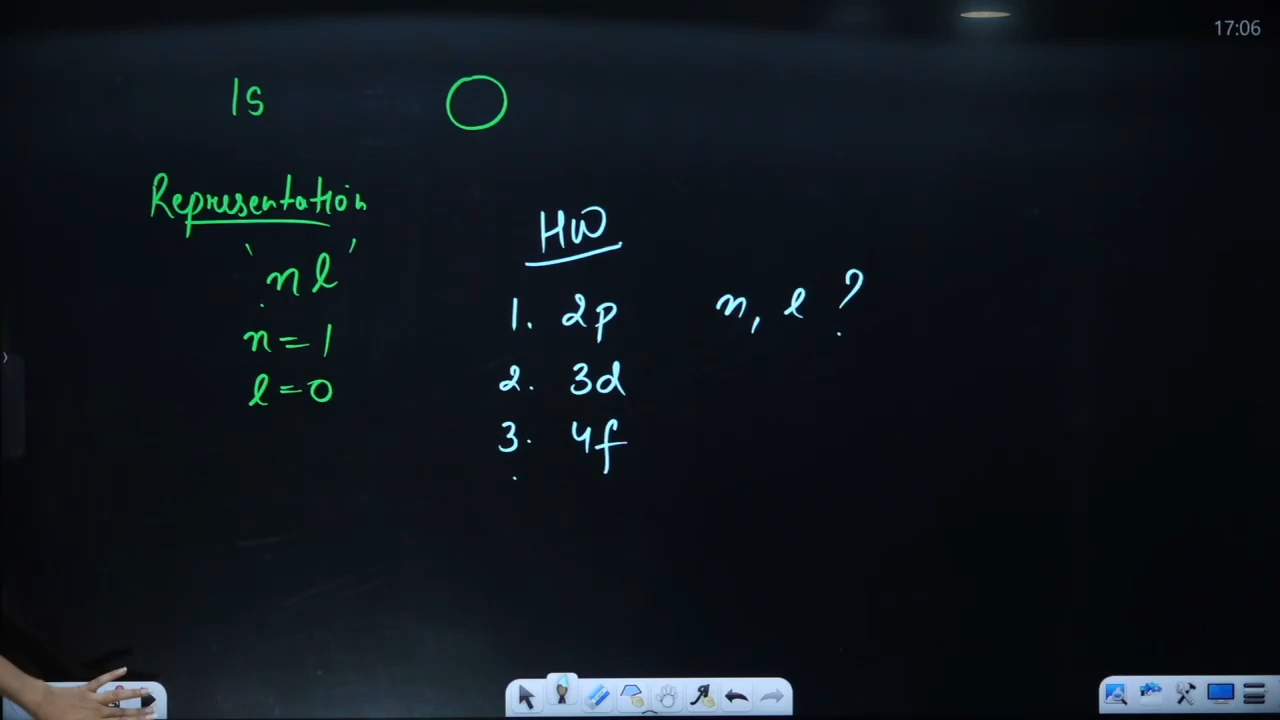 17:06
1s
Representation
' nl '
n = 1
l = 0
HW
1. 2p n, l ?
2. 3d
3. 4f